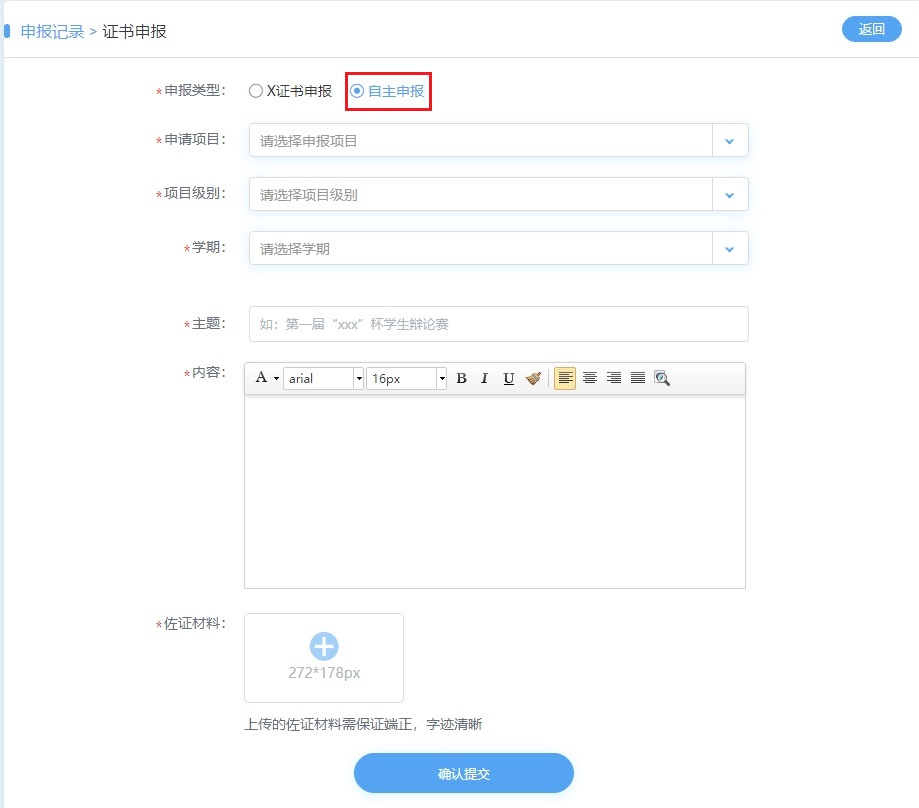 申报记录 > 证书申报
返回
*申报类型: X证书申报 自主申报
*申请项目: 请选择申报项目
*项目级别: 请选择项目级别
*学期: 请选择学期
*主题: 如: 第一届“xxx”杯学生辩论赛
*内容: A arial 16px B I U
*佐证材料:
272*178px
上传的佐证材料需保证端正，字迹清晰
确认提交